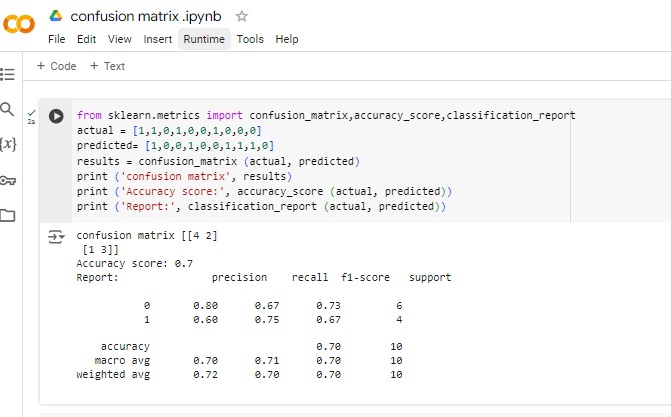 confusion matrix .ipynb
File Edit View Insert Runtime Tools Help
+ Code + Text
from sklearn.metrics import confusion_matrix,accuracy_score,classification_report
2s
actual = [1,1,0,1,0,0,1,0,0,0]
predicted= [1,0,0,1,0,0,1,1,1,0]
results = confusion_matrix (actual, predicted)
print ('confusion matrix', results)
print ('Accuracy score:', accuracy_score (actual, predicted))
print ('Report:', classification_report (actual, predicted))
confusion matrix [[4 2]
[1 3]]
Accuracy score: 0.7
Report: precision recall f1-score support
0 0.80 0.67 0.73 6
1 0.60 0.75 0.67 4
accuracy 0.70 10
macro avg 0.70 0.71 0.70 10
weighted avg 0.72 0.70 0.70 10